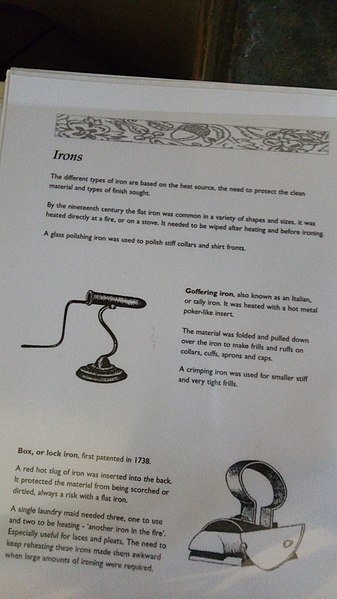 Irons
The different types of iron are based on the heat source, the need to protect the clean
material and types of finish sought.
By the nineteenth century the flat iron was common in a variety of shapes and sizes. it was
heated directly at a fire, or on a stove. It needed to be wiped after heating and before ironing.
A glass polishing iron was used to polish stiff collars and shirt fronts.
Goffering iron, also known as an Italian,
or tally iron. It was heated with a hot metal
poker-like insert.
The material was folded and pulled down
over the iron to make frills and ruffs on
collars, cuffs, aprons and caps.
A crimping iron was used for smaller stiff
and very tight frills.
Box, or lock iron, first patented in 1738.
A red hot slug of iron was inserted into the back.
It protected the material from being scorched or
dirtied, always a risk with a flat iron.
A single laundry maid needed three, one to use
and two to be heating - 'another iron in the fire'.
Especially useful for laces and pleats. The need to
keep reheating these irons made them awkward
when large amounts of ironing were required.